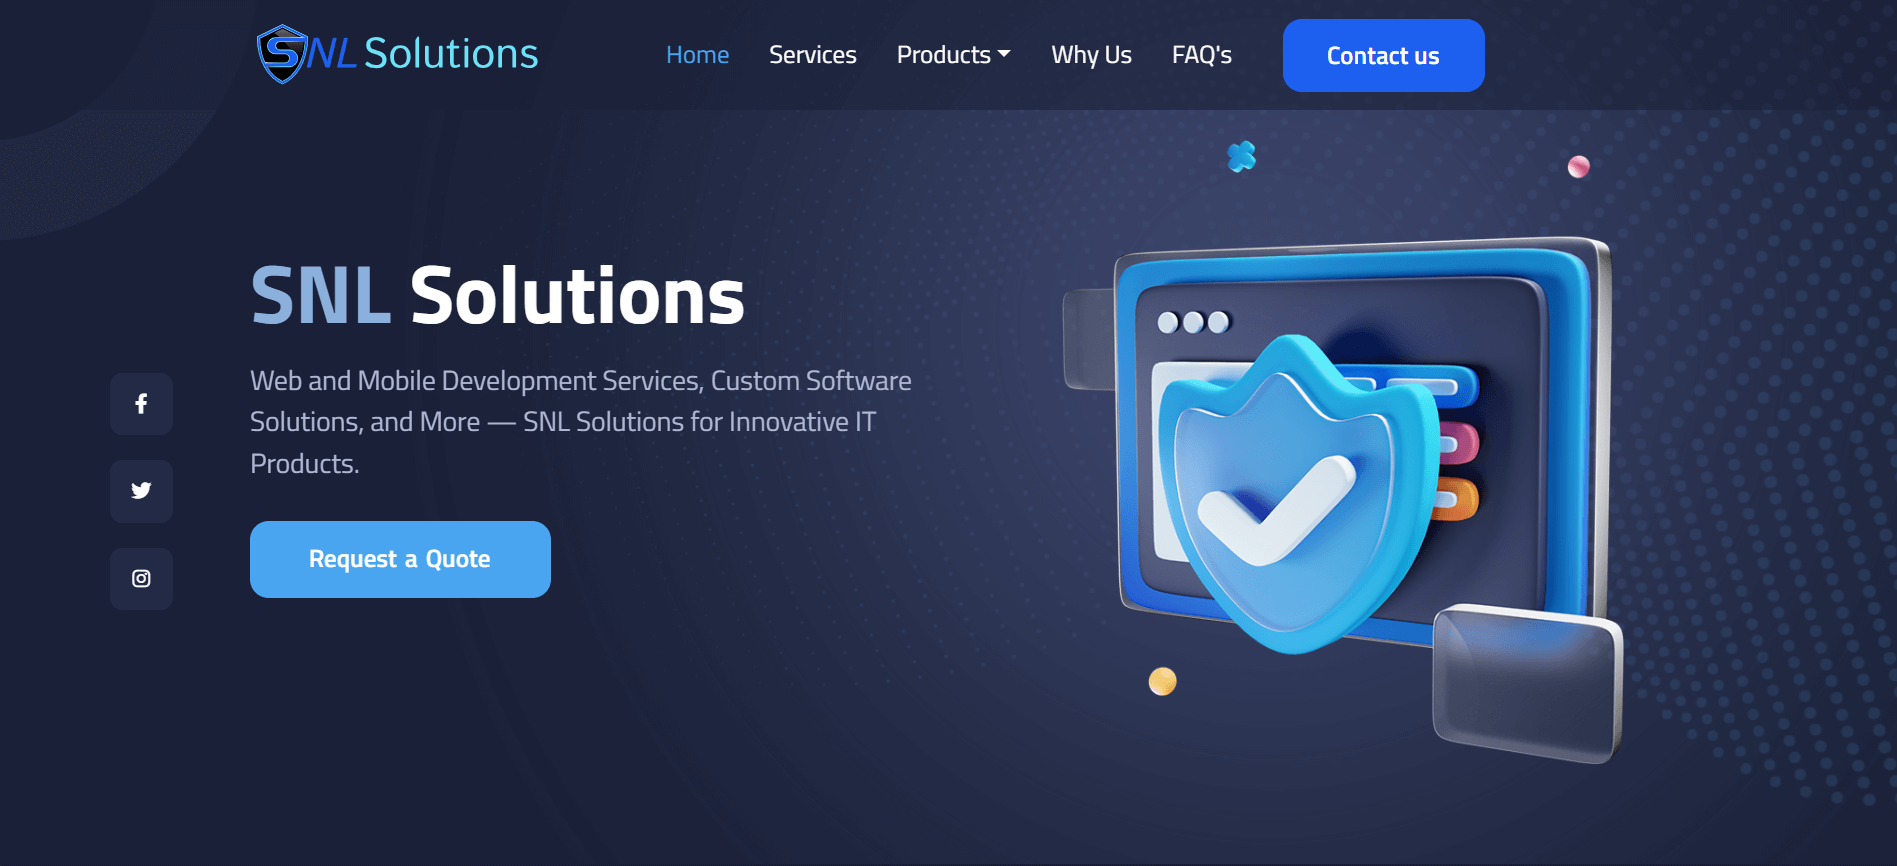 SNL Solutions
Home
Services
Products
Why Us
FAQ's
Contact us
SNL Solutions
Web and Mobile Development Services, Custom Software
Solutions, and More — SNL Solutions for Innovative IT
Products.
Request a Quote